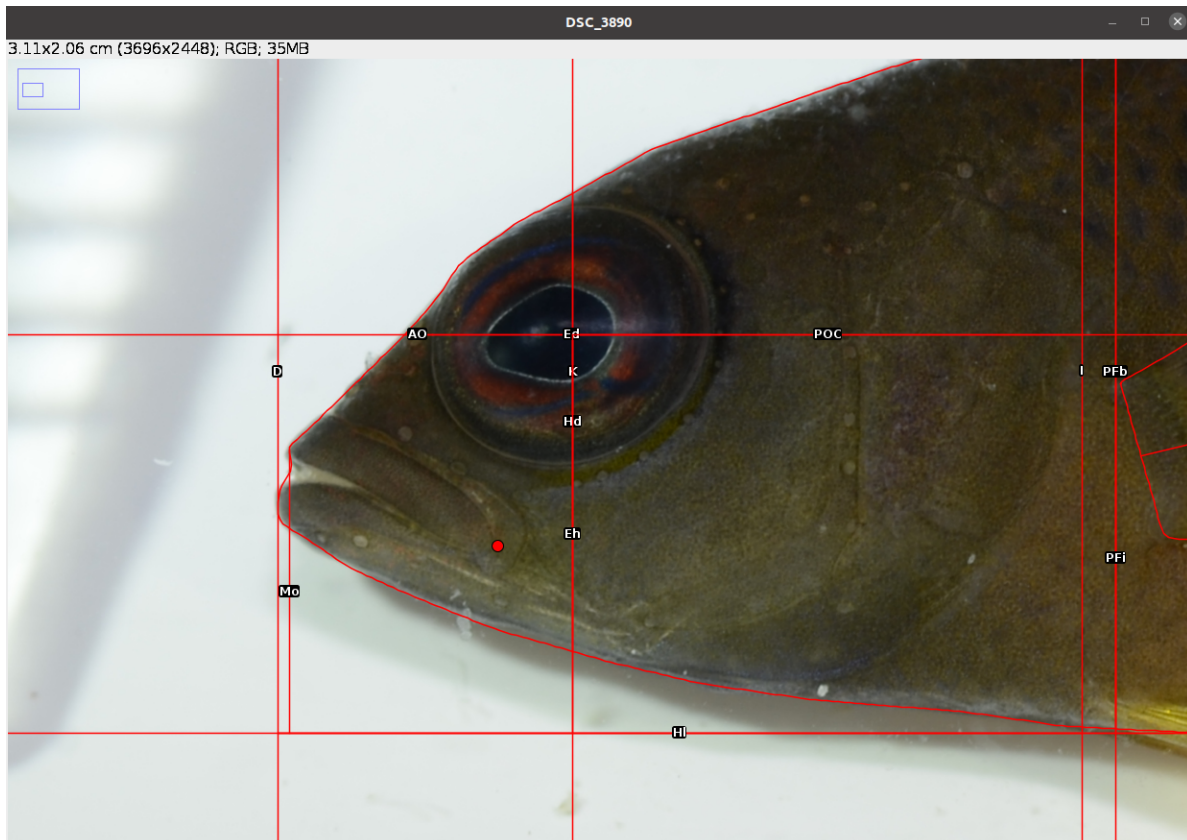 DSC_3890
3.11x2.06 cm (3696x2448); RGB; 35MB
AO Ed POC
D K I PFb
Hd
Eh
PFi
Mo
Hl